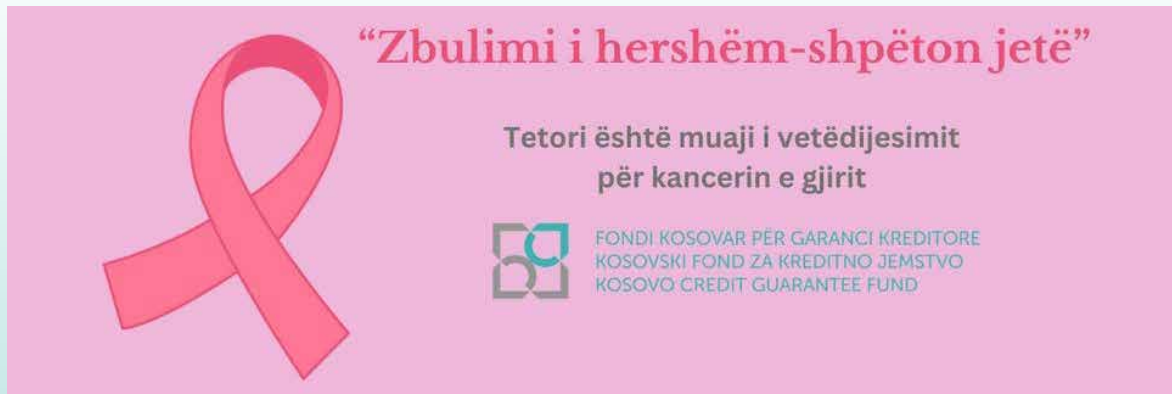 “Zbulimi i hershëm-shpëton jetë”
Tetori është muaji i vetëdijesimit
për kancerin e gjirit
FONDI KOSOVAR PËR GARANCI KREDITORE
KOSOVSKI FOND ZA KREDITNO JEMSTVO
KOSOVO CREDIT GUARANTEE FUND